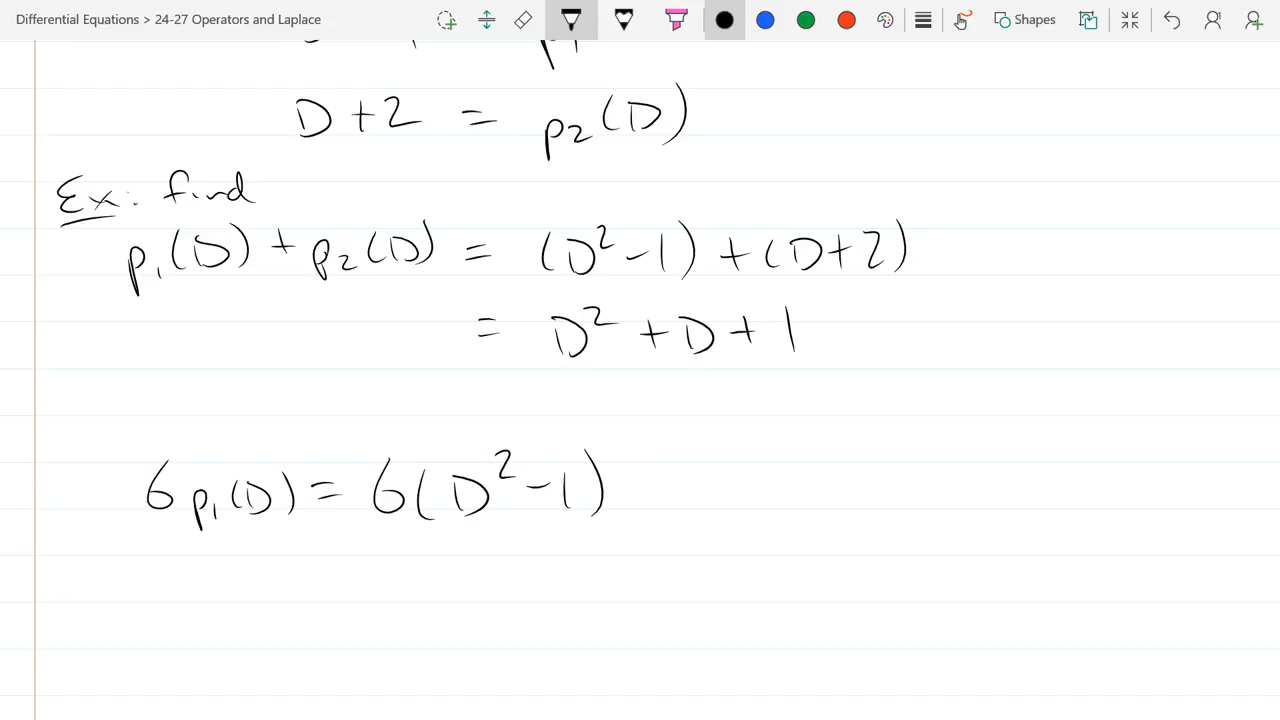 Differential Equations > 24-27 Operators and Laplace
Shapes
D + 2 = p₂(D)
Ex: find
p₁(D) + p₂(D) = (D² - 1) + (D + 2)
= D² + D + 1
6p₁(D) = 6(D² - 1)